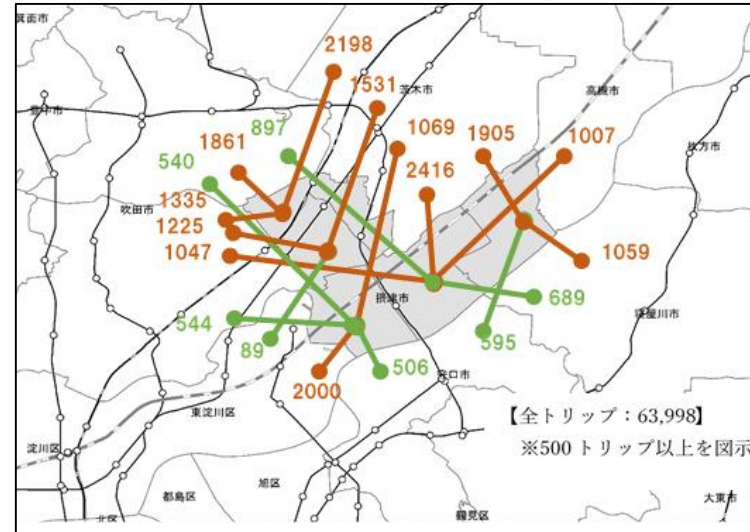 箕面市
2198
茨木市
1531
高槻市
豊中市
897
1069
1905
1007
1861
枚方市
540
2416
1335
吹田市
1225
1047
1059
摂津市
689
544
寝屋川市
595
89
守口市
506
2000
東淀川区
【全トリップ：63,998】
※500トリップ以上を図示
淀川区
都島区
旭区
大東市
北区
鶴見区